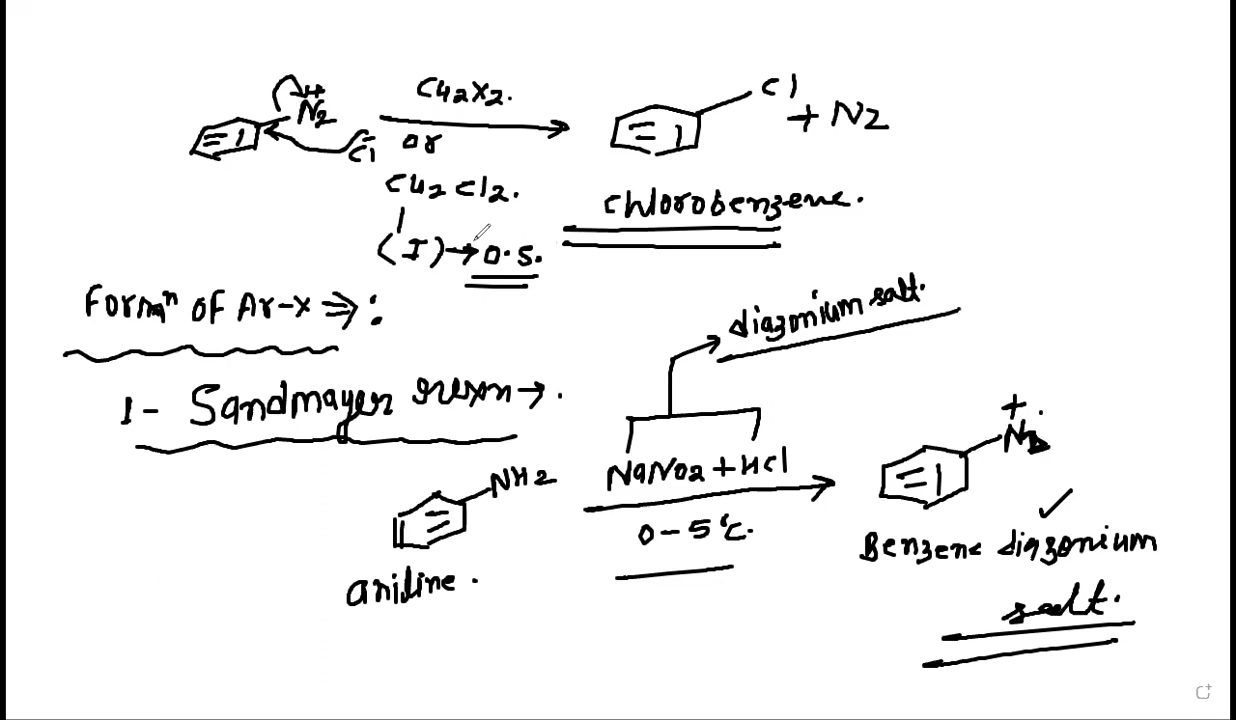 N2+ Cu2X2. Cl
Cl- or + N2
Cu2Cl2.
(I)→O.S. chlorobenzene.
Forman of Ar-X ⇒:
diazonium salt.
1- Sandmayer rexn →.
NH2 NaNO2+HCl N2+
0-5°C.
aniline. Benzene diazonium
salt.